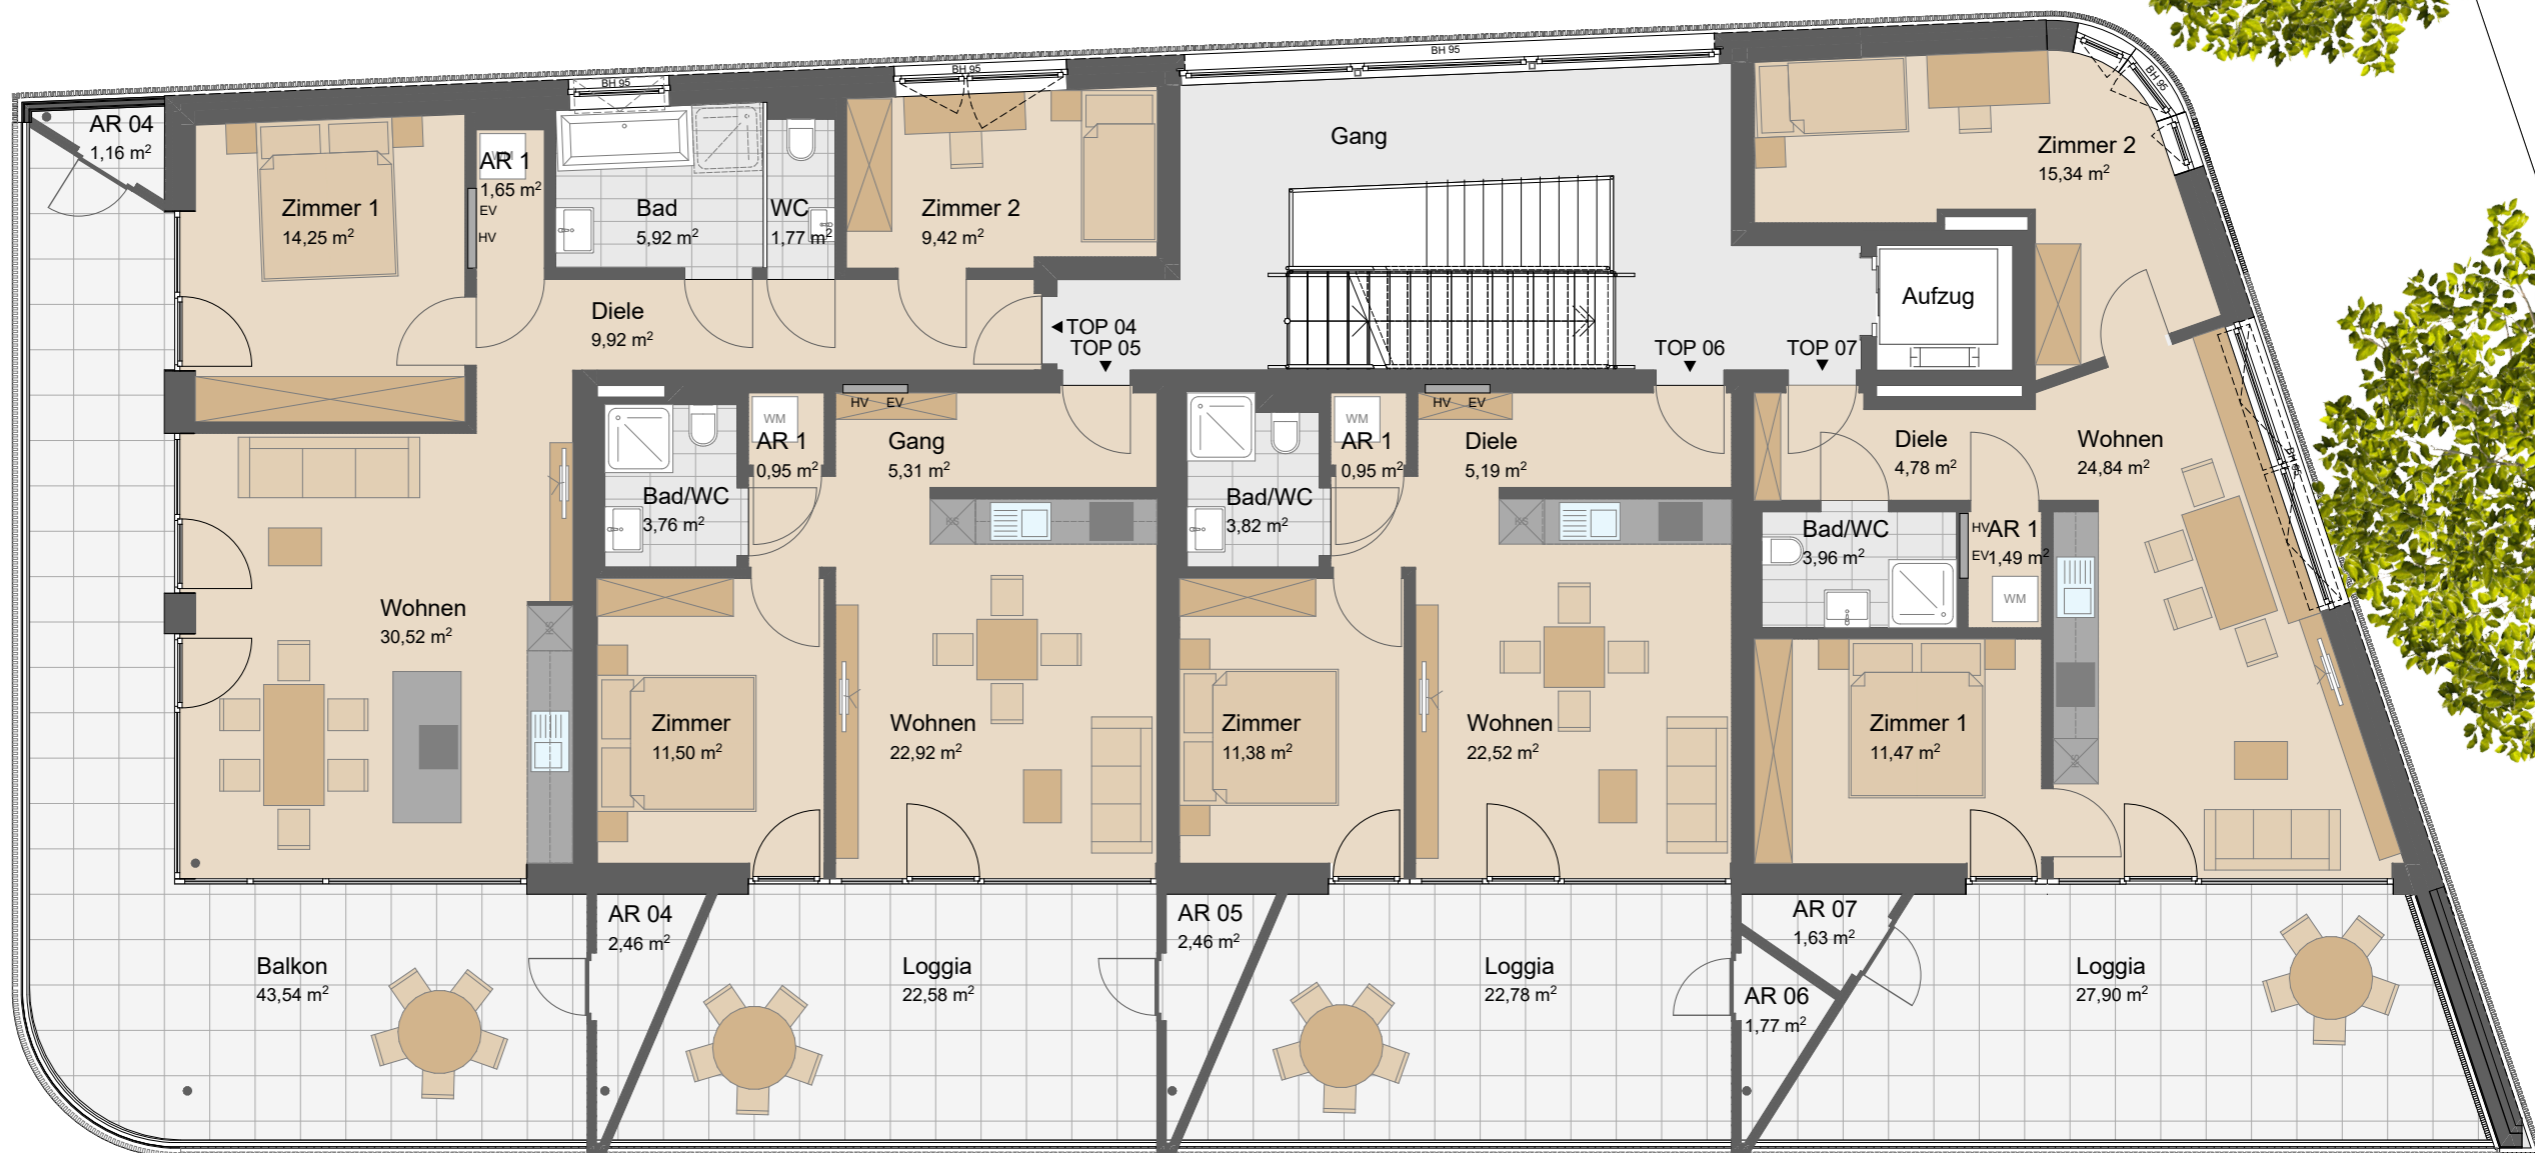 BH 95
BH 95
BH 95
BH 95
AR 04
1,16 m²
Zimmer 1
14,25 m²
AR 1
1,65 m²
EV
HV
Bad
5,92 m²
WC
1,77 m²
Zimmer 2
9,42 m²
Gang
Zimmer 2
15,34 m²
Aufzug
Diele
9,92 m²
TOP 04
TOP 05
TOP 06
TOP 07
HV EV
WM
AR 1
0,95 m²
Gang
5,31 m²
Bad/WC
3,76 m²
KS
HV EV
WM
AR 1
0,95 m²
Diele
5,19 m²
Bad/WC
3,82 m²
KS
Diele
4,78 m²
Wohnen
24,84 m²
BH 95
Bad/WC
3,96 m²
HV
EV
AR 1
1,49 m²
WM
Wohnen
30,52 m²
KS
Zimmer
11,50 m²
Wohnen
22,92 m²
Zimmer
11,38 m²
Wohnen
22,52 m²
Zimmer 1
11,47 m²
KS
AR 04
2,46 m²
AR 05
2,46 m²
AR 07
1,63 m²
Balkon
43,54 m²
Loggia
22,58 m²
Loggia
22,78 m²
AR 06
1,77 m²
Loggia
27,90 m²